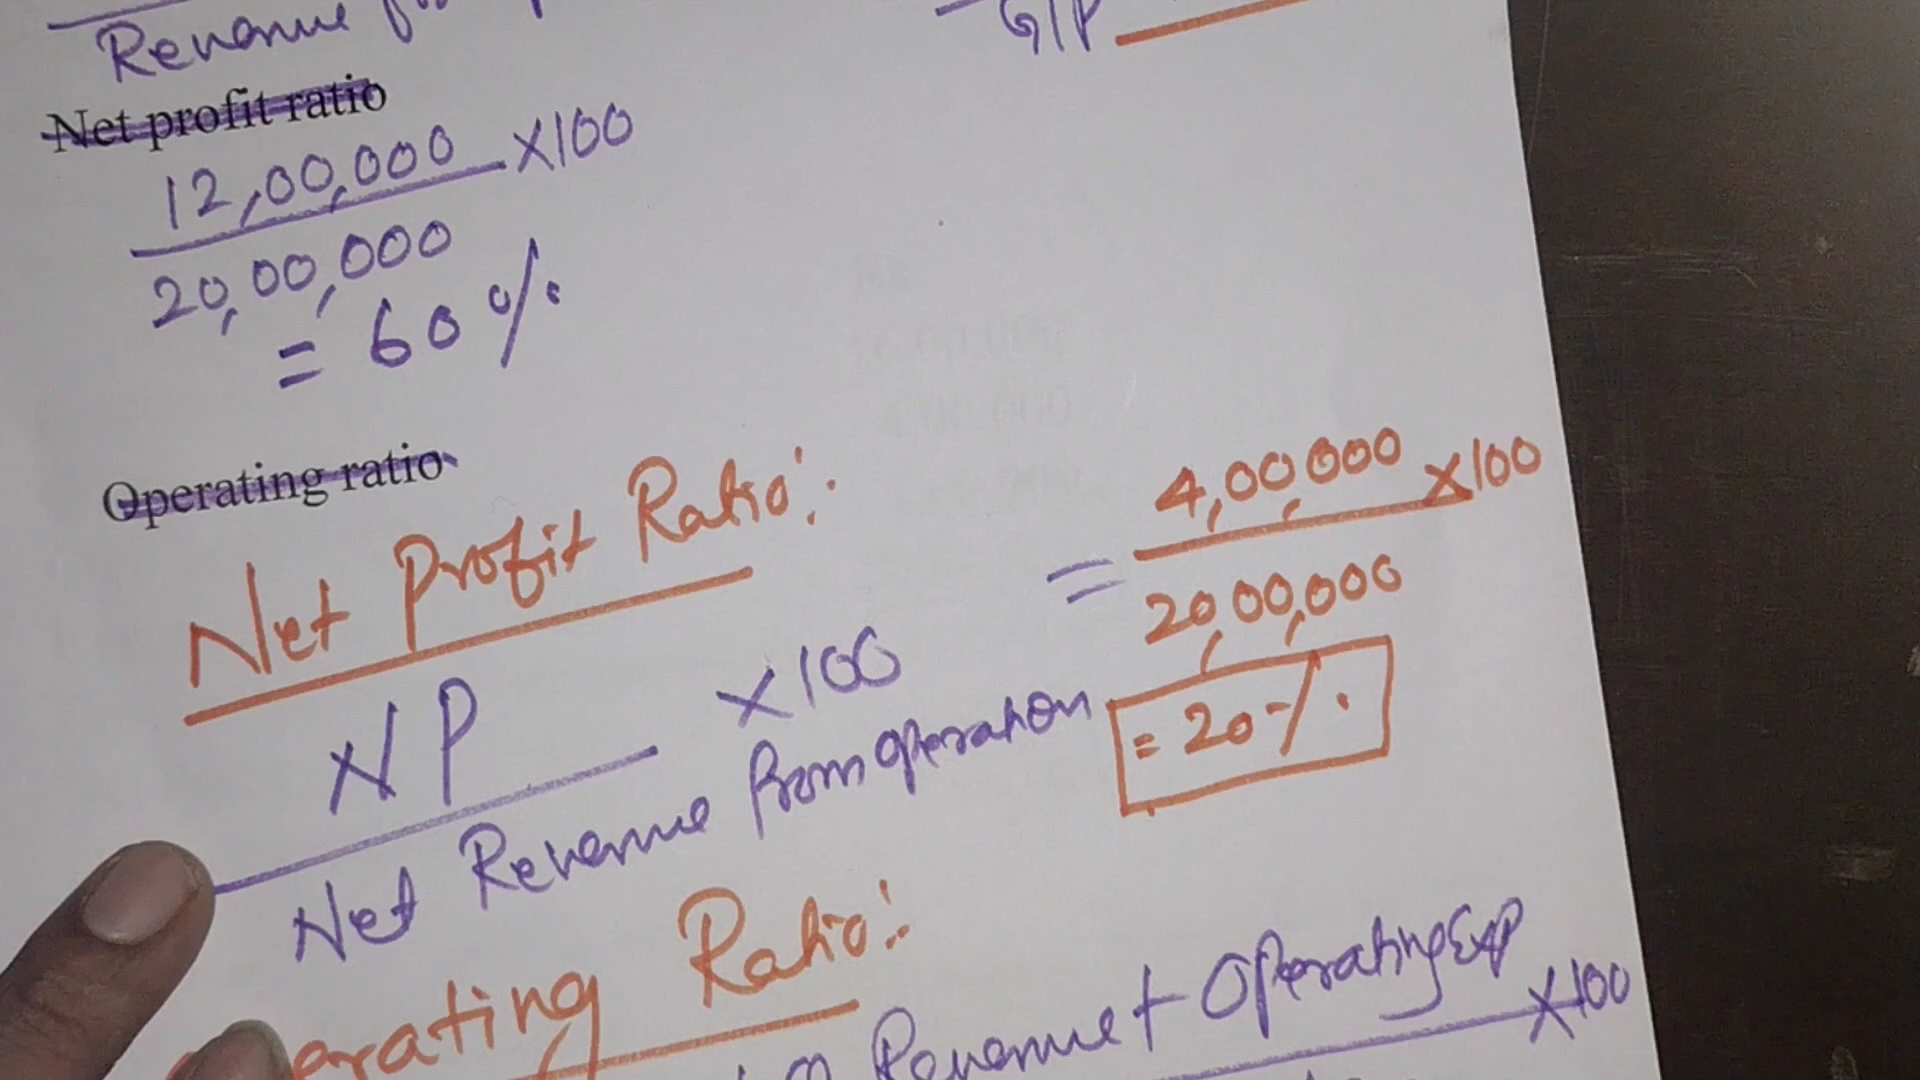 Revenue
G/P
Net profit ratio
12,00,000 X100
20,00,000
= 60%
Operating ratio
Net Profit Ratio:
= 4,00,000 X100
20,00,000
= 20%
NP X100
Net Revenue from operation
Ratio:
Revenue + Operating Exp X100